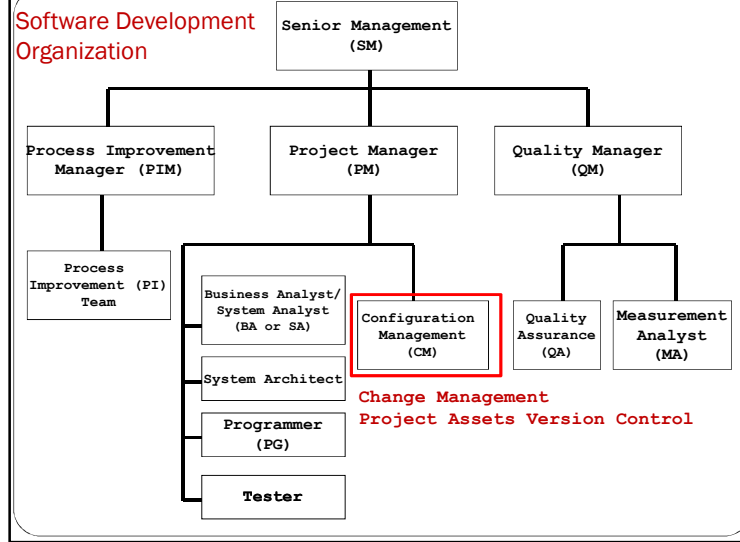 Software Development
Organization
Senior Management
(SM)
Process Improvement
Manager (PIM)
Project Manager
(PM)
Quality Manager
(QM)
Process
Improvement (PI)
Team
Business Analyst/
System Analyst
(BA or SA)
System Architect
Programmer
(PG)
Tester
Configuration
Management
(CM)
Quality
Assurance
(QA)
Measurement
Analyst
(MA)
Change Management
Project Assets Version Control